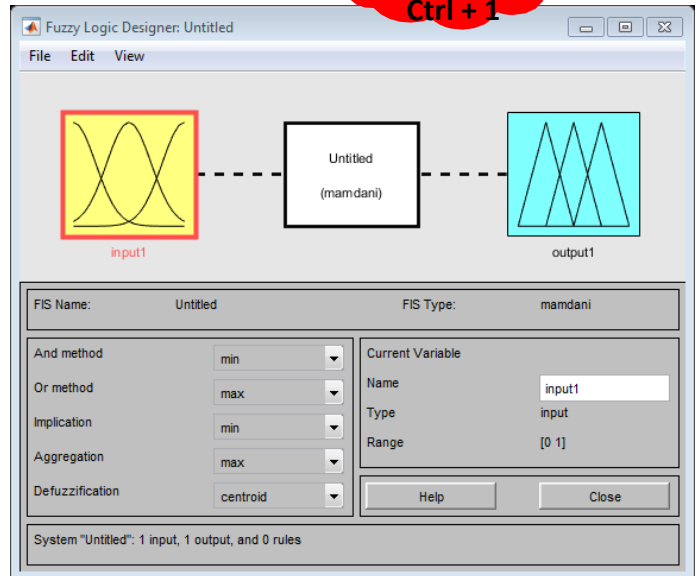 Ctrl + 1
Fuzzy Logic Designer: Untitled
File Edit View
Untitled
(mamdani)
input1
output1
FIS Name: Untitled FIS Type: mamdani
And method min
Or method max
Implication min
Aggregation max
Defuzzification centroid
Current Variable
Name input1
Type input
Range [0 1]
Help Close
System "Untitled": 1 input, 1 output, and 0 rules